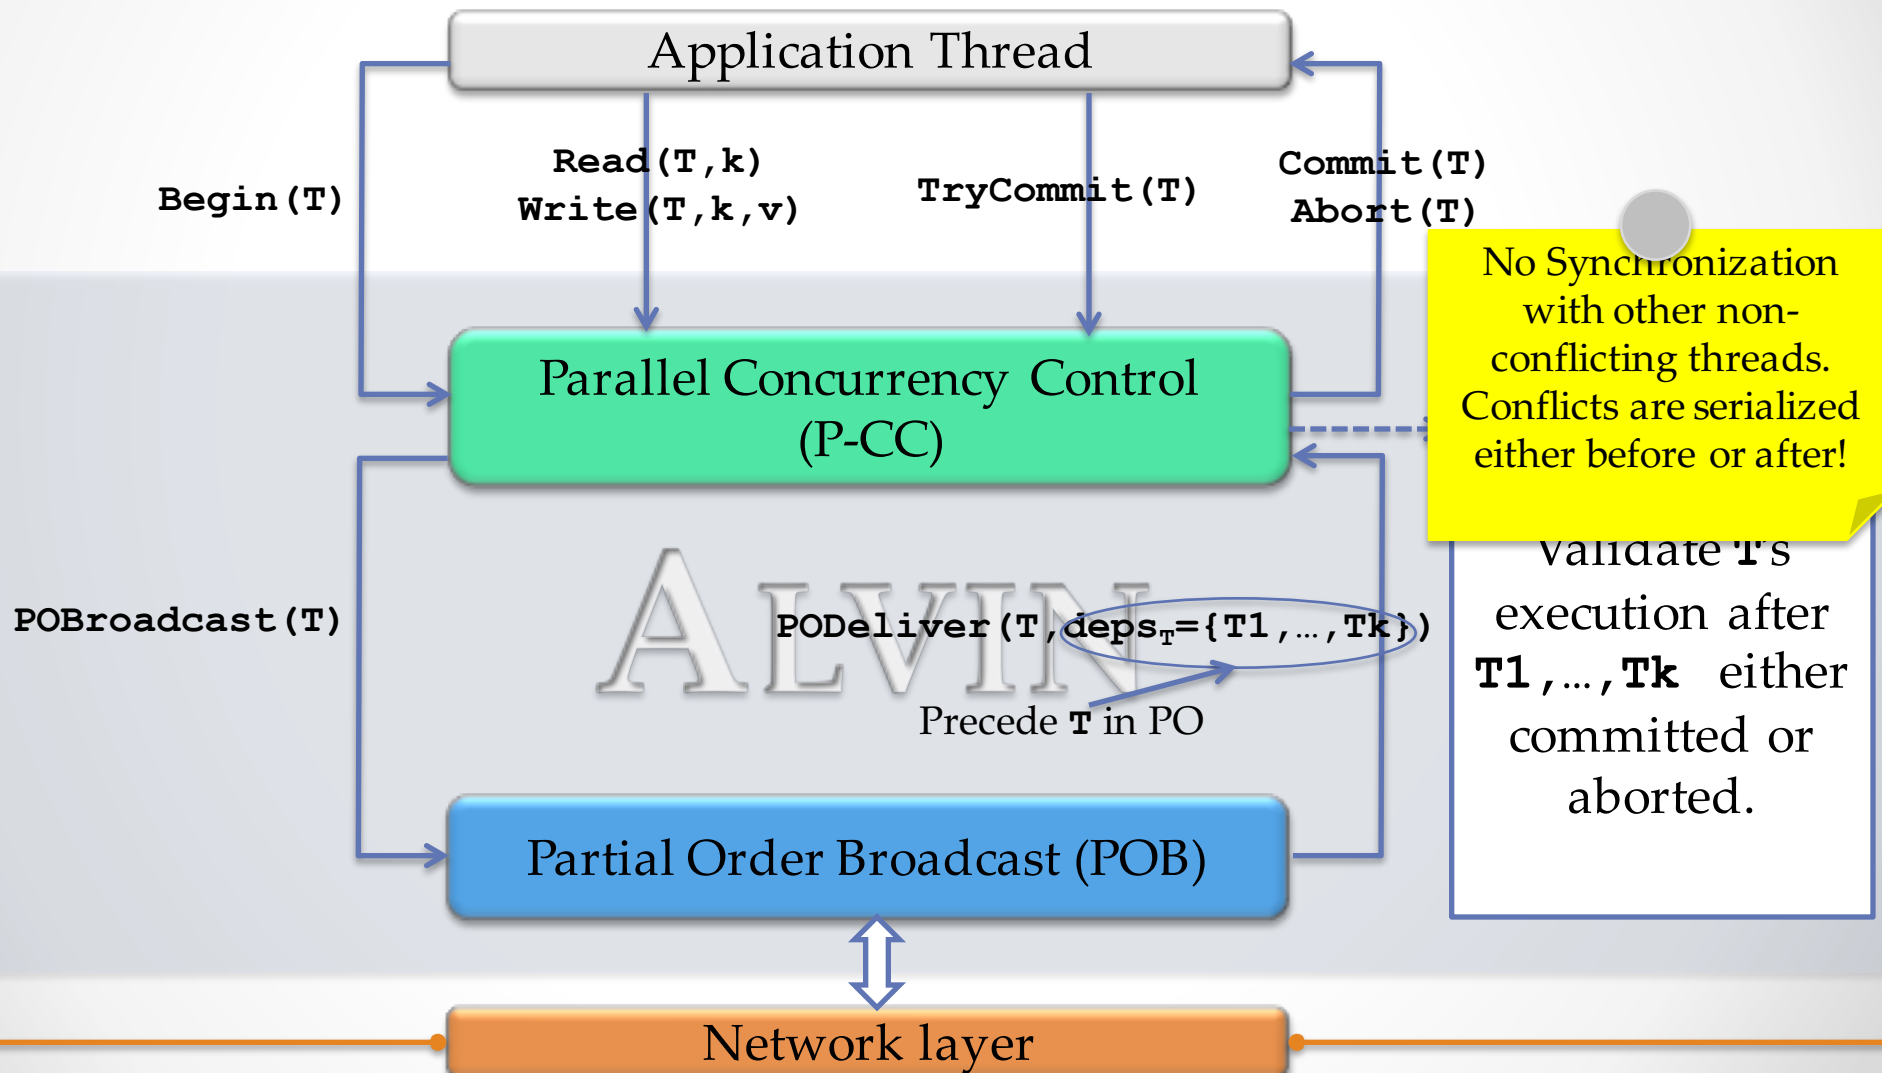 Application Thread
Begin(T)
Read(T,k)
Write(T,k,v)
TryCommit(T)
Commit(T)
Abort(T)
No Synchronization
with other non-
conflicting threads.
Conflicts are serialized
either before or after!
Parallel Concurrency Control
(P-CC)
Validate T's
execution after
T1,…,Tk either
committed or
aborted.
ALVIN
POBroadcast(T)
PODeliver(T,depsT={T1,…,Tk})
Precede T in PO
Partial Order Broadcast (POB)
Network layer